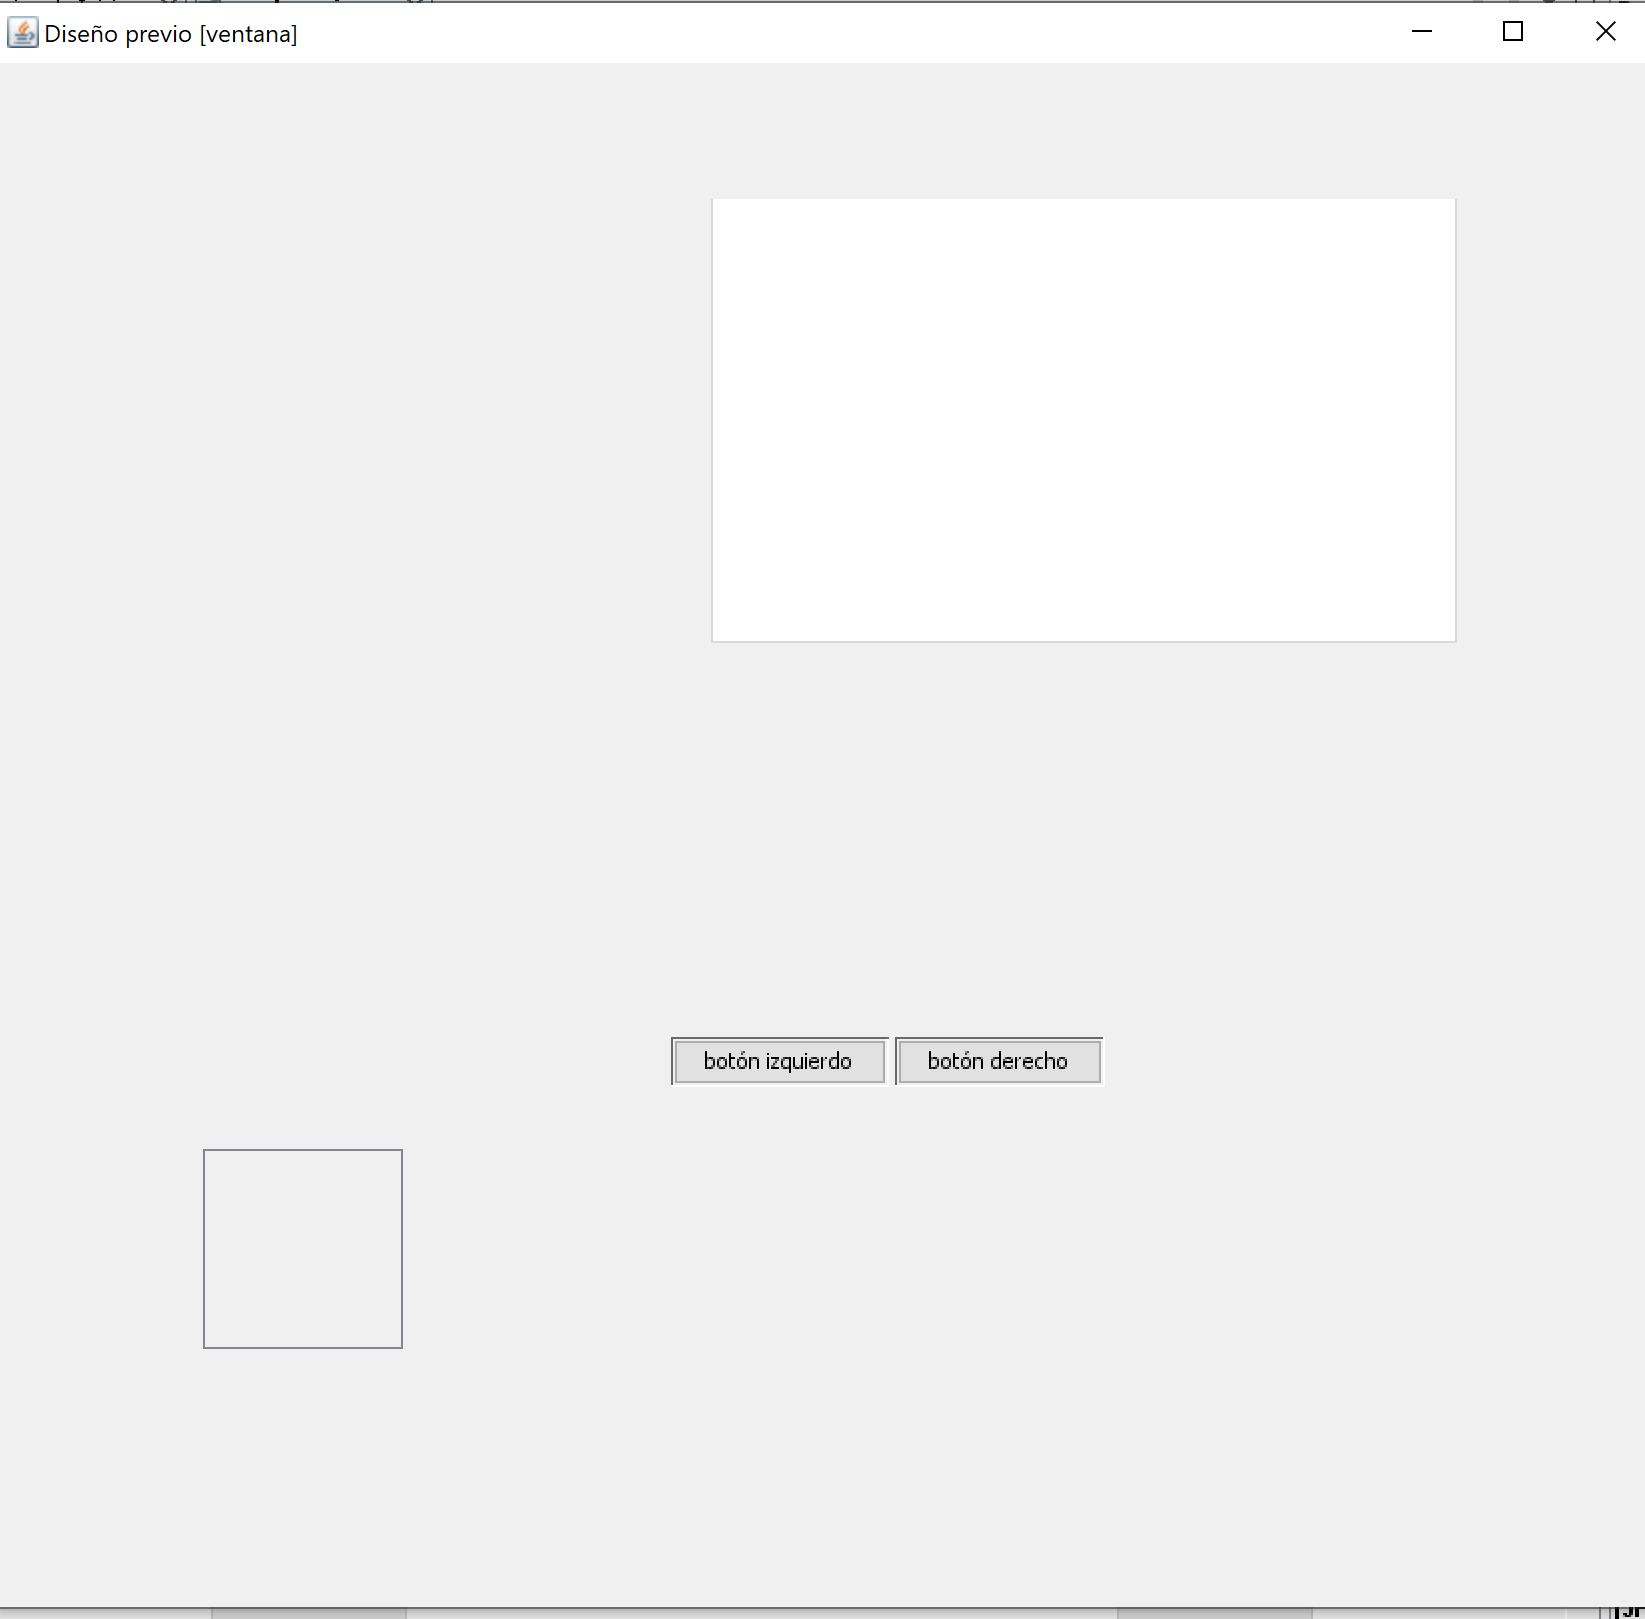 Diseño previo [ventana]
botón izquierdo
botón derecho